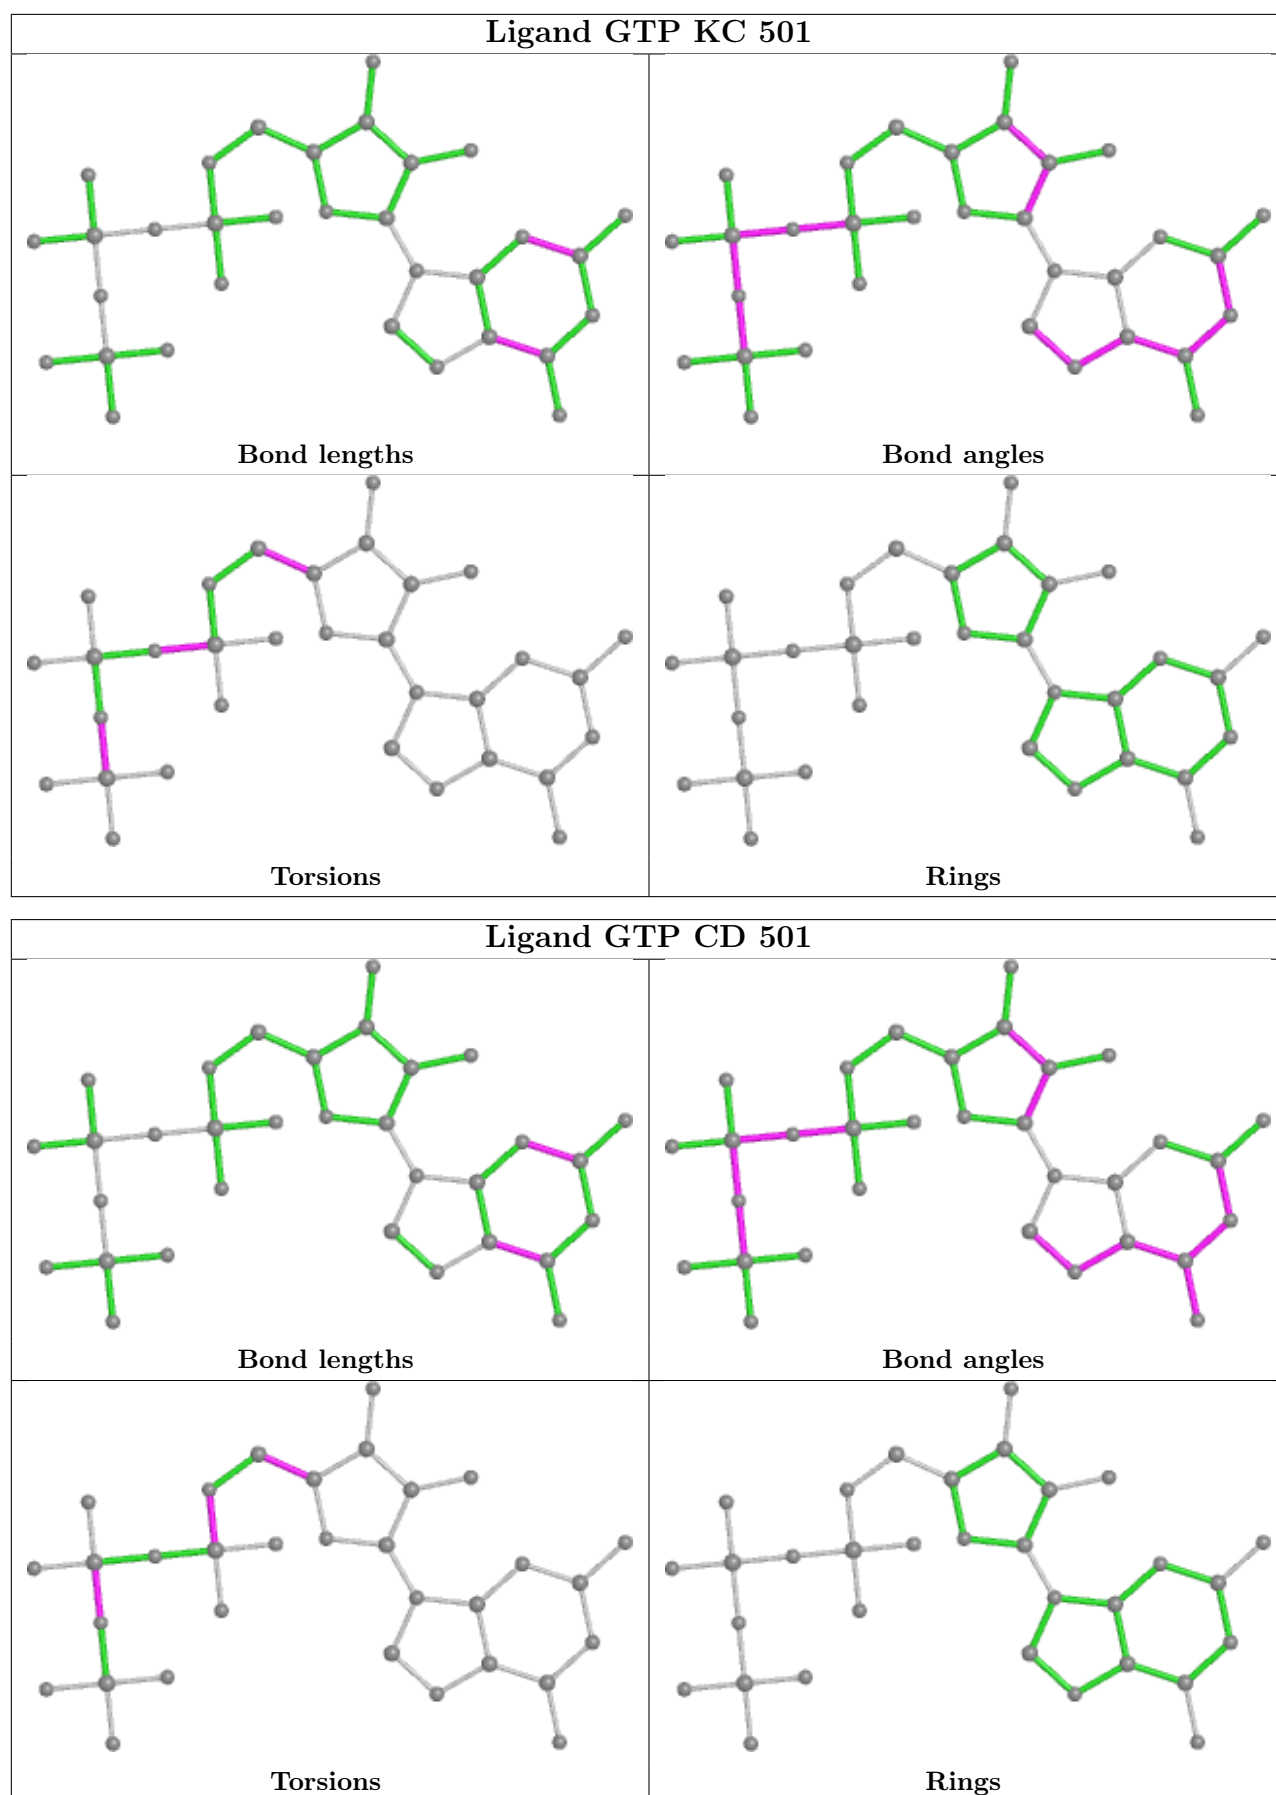 Ligand GTP KC 501
Bond lengths
Bond angles
Torsions
Rings
Ligand GTP CD 501
Bond lengths
Bond angles
Torsions
Rings